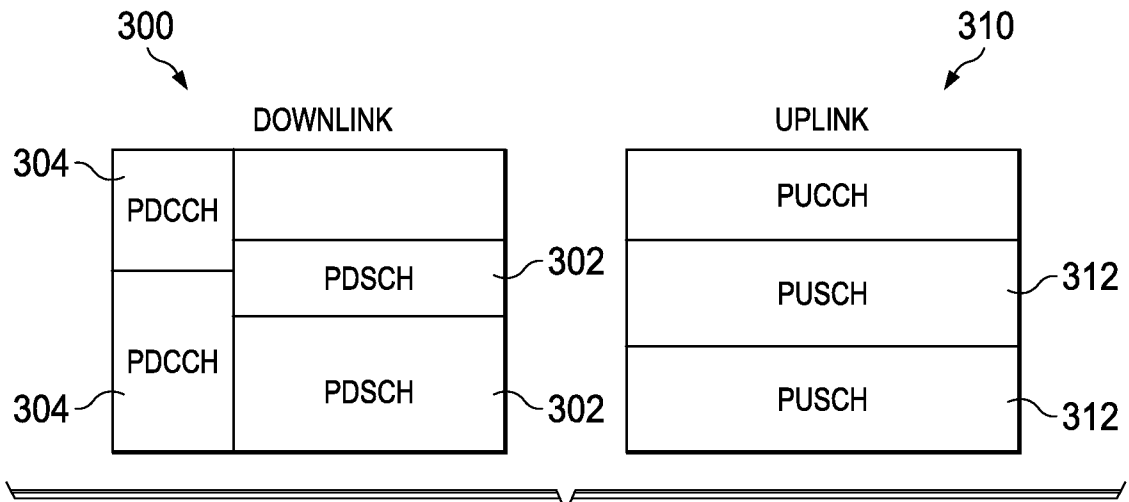 300
310
DOWNLINK
UPLINK
304
PDCCH
PUCCH
PDSCH
302
PUSCH
312
PDCCH
304
PDSCH
302
PUSCH
312